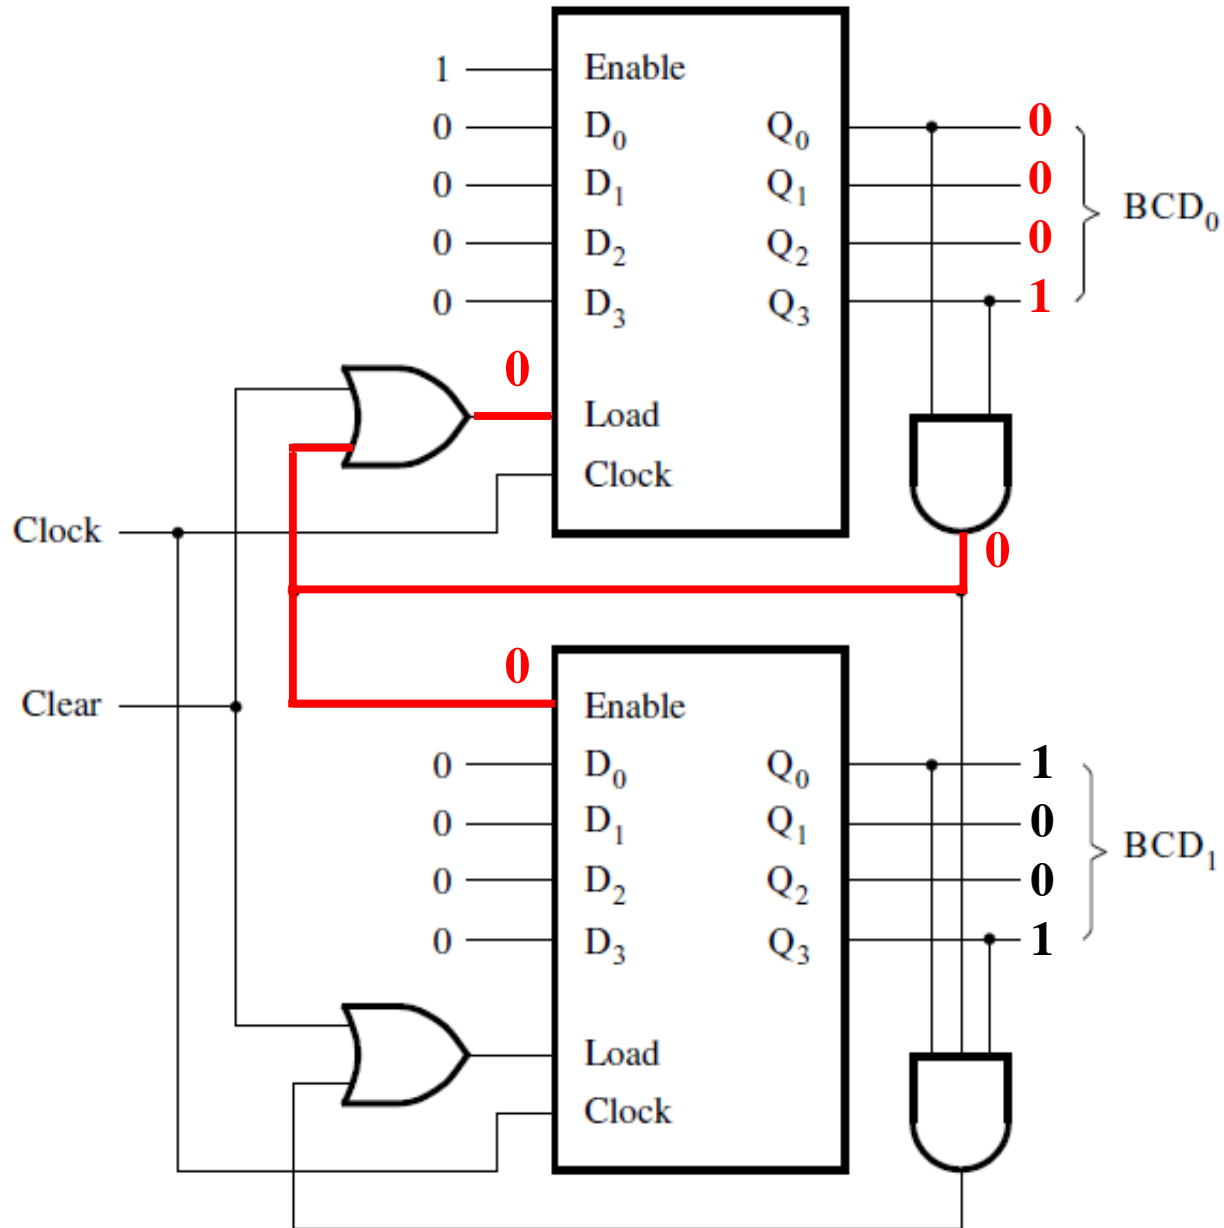 1 Enable
0 D0 Q0 0
0 D1 Q1 0
BCD0
0 D2 Q2 0
0 D3 Q3 1
0
Load
Clock
Clock
0
0
Clear
Enable
0 D0 Q0 1
0 D1 Q1 0
BCD1
0 D2 Q2 0
0 D3 Q3 1
Load
Clock